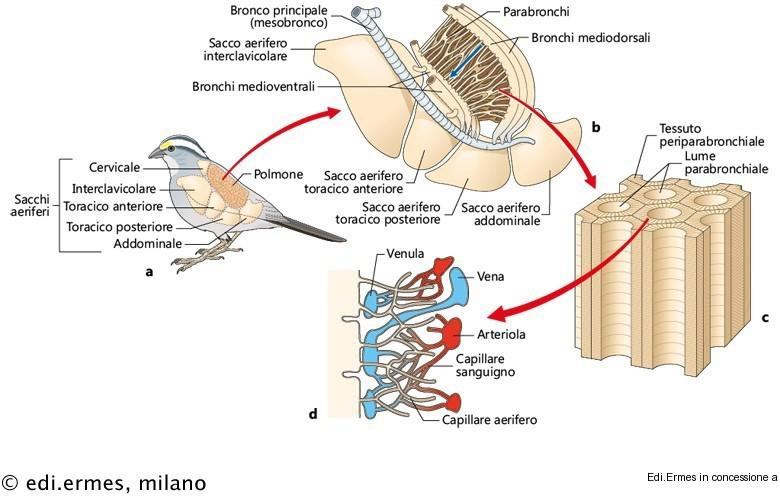 Bronco principale
(mesobronco)
Parabronchi
Bronchi mediodorsali
Sacco aerifero
interclavicolare
Bronchi medioventrali
b
Tessuto
periparabronchiale
Lume
parabronchiale
Cervicale
Polmone
Sacchi
aeriferi
Interclavicolare
Toracico anteriore
Toracico posteriore
Addominale
a
Sacco aerifero
toracico anteriore
Sacco aerifero
toracico posteriore
Sacco aerifero
addominale
c
Venula
Vena
Arteriola
Capillare
sanguigno
Capillare aerifero
d
© edi.ermes, milano
Edi.Ermes in concessione a